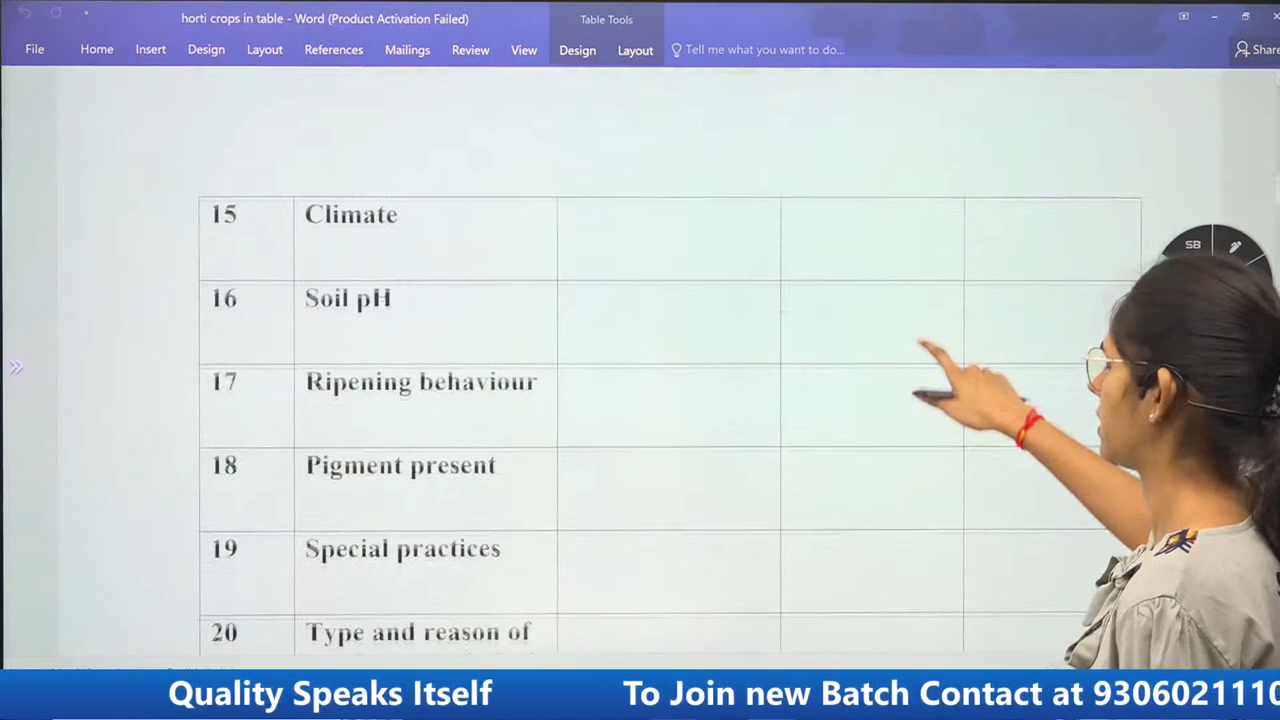 horti crops in table - Word (Product Activation Failed)
Table Tools
File Home Insert Design Layout References Mailings Review View Design Layout Tell me what you want to do... Share
15 Climate
SB
16 Soil pH
17 Ripening behaviour
18 Pigment present
19 Special practices
20 Type and reason of
Quality Speaks Itself To Join new Batch Contact at 9306021110